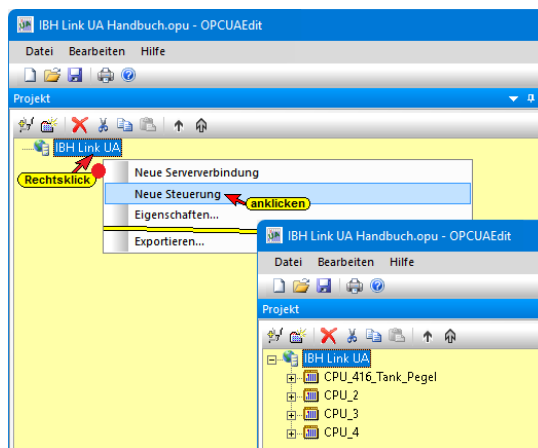 IBH Link UA Handbuch.opu - OPCUAEdit
Datei Bearbeiten Hilfe
Projekt
IBH Link UA
Rechtsklick
Neue Serververbindung
Neue Steuerung
anklicken
Eigenschaften...
Exportieren...
IBH Link UA Handbuch.opu - OPCUAEdit
Datei Bearbeiten Hilfe
Projekt
IBH Link UA
CPU_416_Tank_Pegel
CPU_2
CPU_3
CPU_4